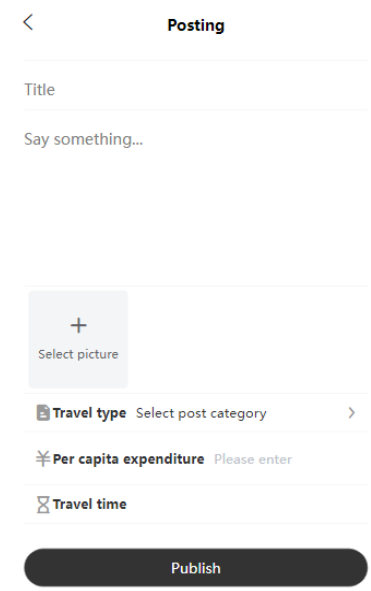 Posting
Title
Say something...
+
Select picture
Travel type Select post category
¥ Per capita expenditure Please enter
Travel time
Publish